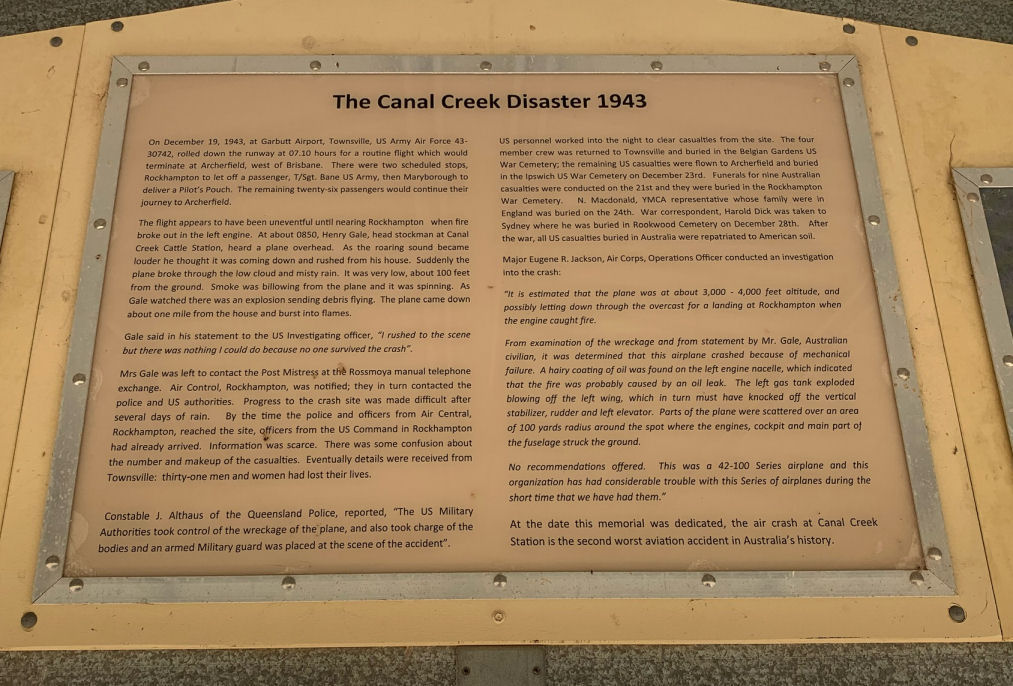 The Canal Creek Disaster 1943
On December 19, 1943, at Garbutt Airport, Townsville, US Army Air Force 43-
30742, rolled down the runway at 07.10 hours for a routine flight which would
terminate at Archerfield, west of Brisbane. There were two scheduled stops,
Rockhampton to let off a passenger, T/Sgt. Bane US Army, then Maryborough to
deliver a Pilot's Pouch. The remaining twenty-six passengers would continue their
journey to Archerfield.
The flight appears to have been uneventful until nearing Rockhampton when fire
broke out in the left engine. At about 0850, Henry Gale, head stockman at Canal
Creek Cattle Station, heard a plane overhead. As the roaring sound became
louder he thought it was coming down and rushed from his house. Suddenly the
plane broke through the low cloud and misty rain. It was very low, about 100 feet
from the ground. Smoke was billowing from the plane and it was spinning. As
Gale watched there was an explosion sending debris flying. The plane came down
about one mile from the house and burst into flames.
Gale said in his statement to the US Investigating officer, "I rushed to the scene
but there was nothing I could do because no one survived the crash".
Mrs Gale was left to contact the Post Mistress at the Rossmoya manual telephone
exchange. Air Control, Rockhampton, was notified; they in turn contacted the
police and US authorities. Progress to the crash site was made difficult after
several days of rain. By the time the police and officers from Air Central,
Rockhampton, reached the site, officers from the US Command in Rockhampton
had already arrived. Information was scarce. There was some confusion about
the number and makeup of the casualties. Eventually details were received from
Townsville: thirty-one men and women had lost their lives.
Constable J. Althaus of the Queensland Police, reported, "The US Military
Authorities took control of the wreckage of the plane, and also took charge of the
bodies and an armed Military guard was placed at the scene of the accident".
US personnel worked into the night to clear casualties from the site. The four
member crew was returned to Townsville and buried in the Belgian Gardens US
War Cemetery; the remaining US casualties were flown to Archerfield and buried
in the Ipswich US War Cemetery on December 23rd. Funerals for nine Australian
casualties were conducted on the 21st and they were buried in the Rockhampton
War Cemetery. N. Macdonald, YMCA representative whose family were in
England was buried on the 24th. War correspondent, Harold Dick was taken to
Sydney where he was buried in Rookwood Cemetery on December 28th. After
the war, all US casualties buried in Australia were repatriated to American soil.
Major Eugene R. Jackson, Air Corps, Operations Officer conducted an investigation
into the crash:
"It is estimated that the plane was at about 3,000 - 4,000 feet altitude, and
possibly letting down through the overcast for a landing at Rockhampton when
the engine caught fire.
From examination of the wreckage and from statement by Mr. Gale, Australian
civilian, it was determined that this airplane crashed because of mechanical
failure. A hairy coating of oil was found on the left engine nacelle, which indicated
that the fire was probably caused by an oil leak. The left gas tank exploded
blowing off the left wing, which in turn must have knocked off the vertical
stabilizer, rudder and left elevator. Parts of the plane were scattered over an area
of 100 yards radius around the spot where the engines, cockpit and main part of
the fuselage struck the ground.
No recommendations offered. This was a 42-100 Series airplane and this
organization has had considerable trouble with this Series of airplanes during the
short time that we have had them."
At the date this memorial was dedicated, the air crash at Canal Creek
Station is the second worst aviation accident in Australia's history.